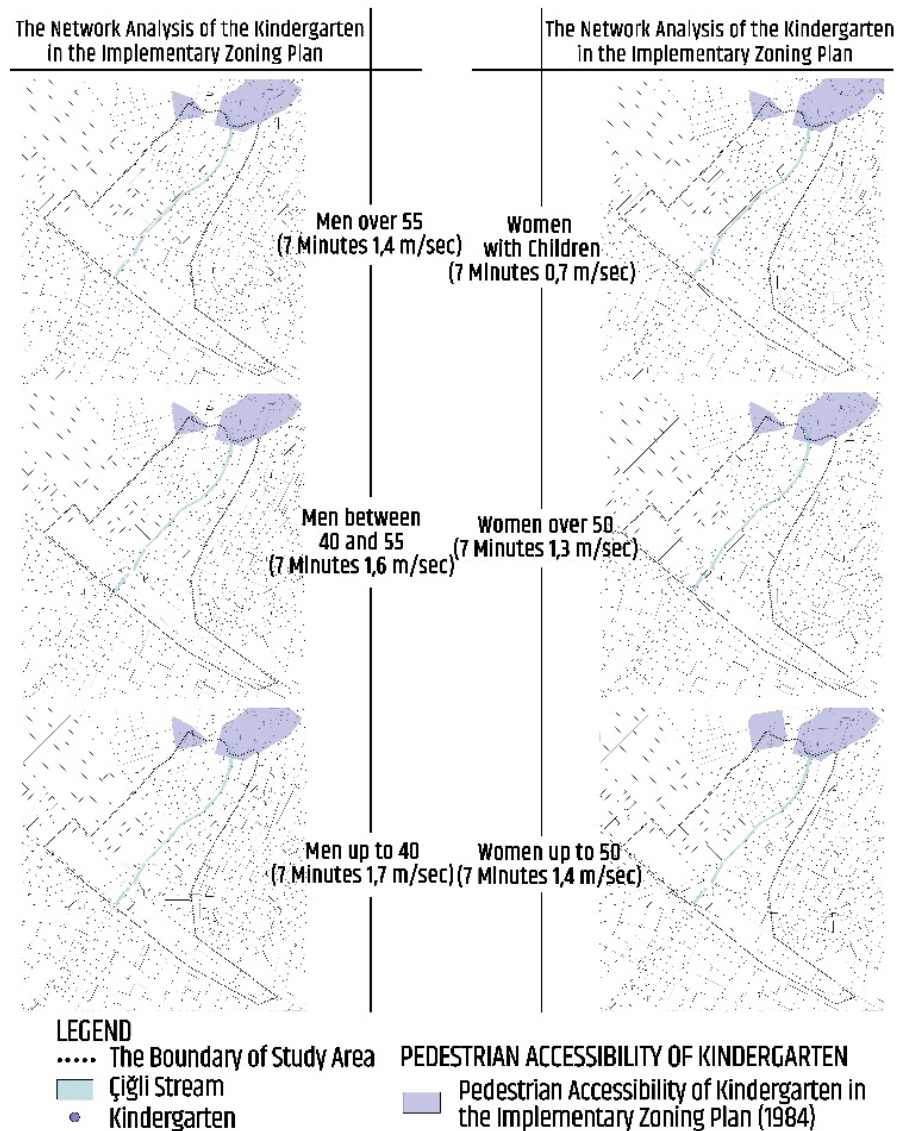 The Network Analysis of the Kindergarten
in the Implementary Zoning Plan
The Network Analysis of the Kindergarten
in the Implementary Zoning Plan
Men over 55
(7 Minutes 1,4 m/sec)
Women
with Children
(7 Minutes 0,7 m/sec)
Men between
40 and 55
(7 Minutes 1,6 m/sec)
Women over 50
(7 Minutes 1,3 m/sec)
Men up to 40
(7 Minutes 1,7 m/sec)
Women up to 50
(7 Minutes 1,4 m/sec)
LEGEND
The Boundary of Study Area
Çiğli Stream
Kindergarten
PEDESTRIAN ACCESSIBILITY OF KINDERGARTEN
Pedestrian Accessibility of Kindergarten in
the Implementary Zoning Plan (1984)